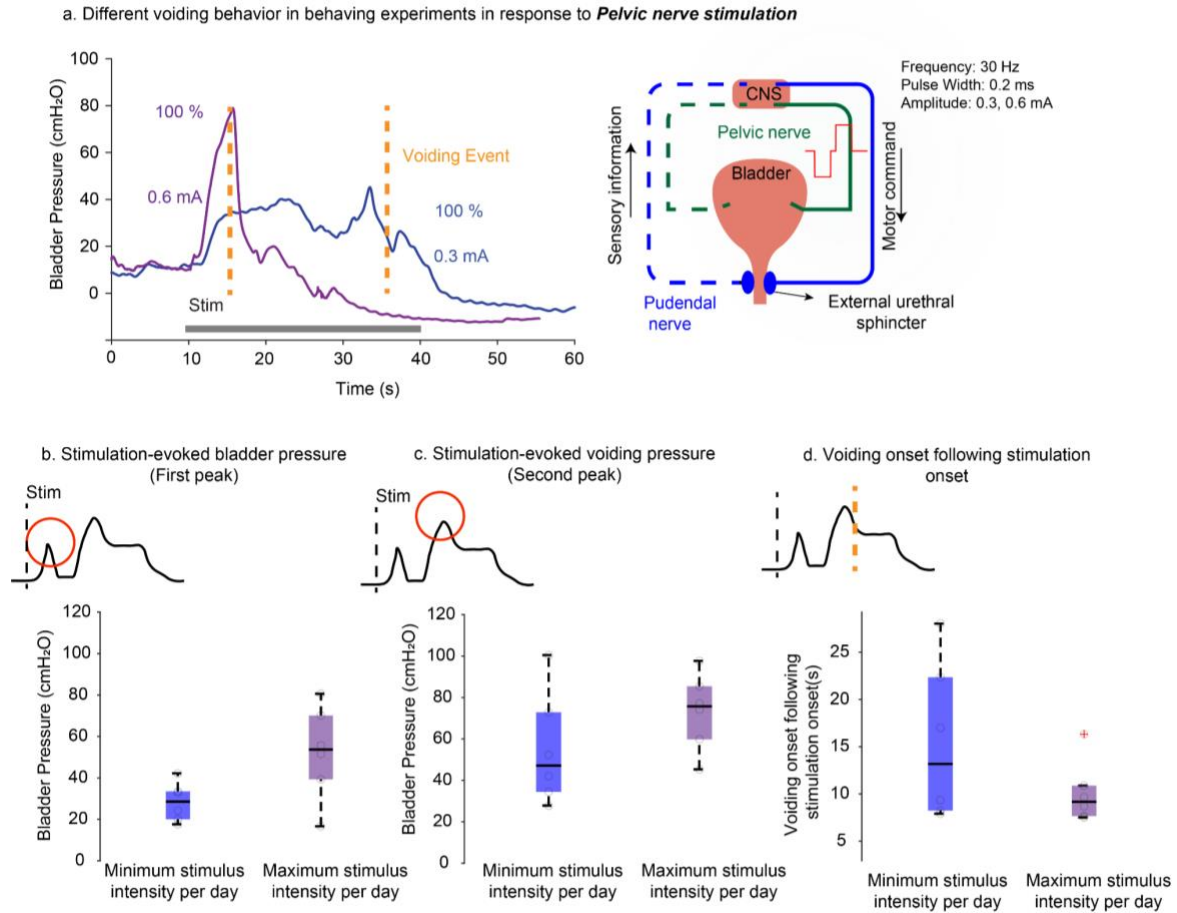 a. Different voiding behavior in behaving experiments in response to Pelvic nerve stimulation
100
80
60
40
20
0
Bladder Pressure (cmH₂O)
100 %
0.6 mA
Voiding Event
100 %
0.3 mA
Stim
0
10
20
30
40
50
60
Time (s)
Frequency: 30 Hz
Pulse Width: 0.2 ms
Amplitude: 0.3, 0.6 mA
CNS
Pelvic nerve
Bladder
Sensory information
Motor command
Pudendal
nerve
External urethral
sphincter
b. Stimulation-evoked bladder pressure
(First peak)
Stim
120
100
80
60
40
20
0
Bladder Pressure (cmH₂O)
Minimum stimulus
intensity per day
Maximum stimulus
intensity per day
c. Stimulation-evoked voiding pressure
(Second peak)
Stim
120
100
80
60
40
20
0
Bladder Pressure (cmH₂O)
Minimum stimulus
intensity per day
Maximum stimulus
intensity per day
d. Voiding onset following stimulation
onset
25
20
15
10
5
Voiding onset following
stimulation onset(s)
Minimum stimulus
intensity per day
Maximum stimulus
intensity per day